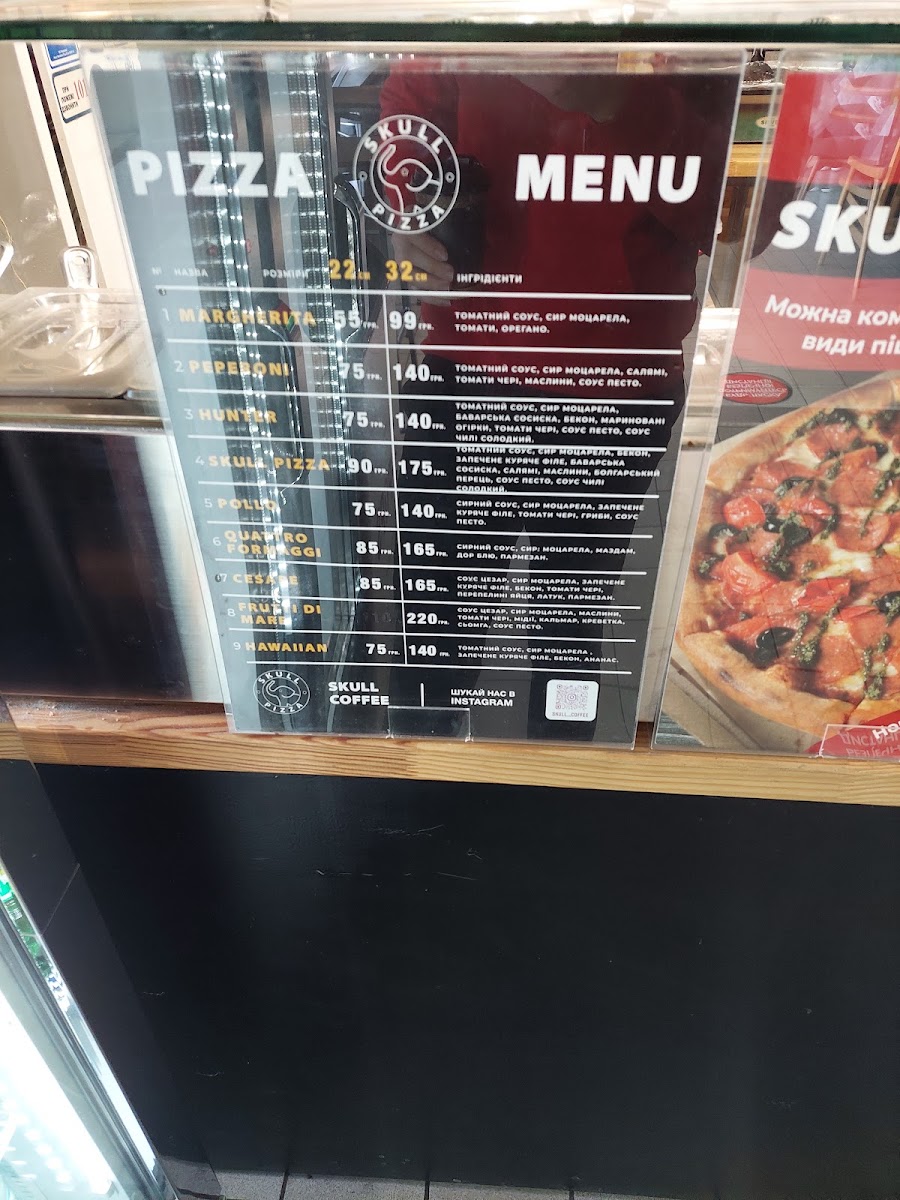 PIZZA
SKULL
PIZZA
MENU
№ НАЗВА РОЗМІРИ 22 СМ 32 СМ ІНГРІДІЄНТИ
1 MARGHERITA 55 ГРН. 99 ГРН.
ТОМАТНИЙ СОУС, СИР МОЦАРЕЛА,
ТОМАТИ, ОРЕГАНО.
2 PEPERONI 75 ГРН. 140 ГРН.
ТОМАТНИЙ СОУС, СИР МОЦАРЕЛА, САЛЯМІ,
ТОМАТИ ЧЕРІ, МАСЛИНИ, СОУС ПЕСТО.
3 HUNTER 75 ГРН. 140 ГРН.
ТОМАТНИЙ СОУС, СИР МОЦАРЕЛА,
БАВАРСЬКА СОСИСКА, БЕКОН, МАРИНОВАНІ
ОГІРКИ, ТОМАТИ ЧЕРІ, СОУС ПЕСТО, СОУС
ЧИЛІ СОЛОДКИЙ.
4 SKULL PIZZA 90 ГРН. 175 ГРН.
ТОМАТНИЙ СОУС, СИР МОЦАРЕЛА, БЕКОН,
ЗАПЕЧЕНЕ КУРЯЧЕ ФІЛЕ, БАВАРСЬКА
СОСИСКА, САЛЯМІ, МАСЛИНИ, БОЛГАРСЬКИЙ
ПЕРЕЦЬ, СОУС ПЕСТО, СОУС ЧИЛІ
СОЛОДКИЙ.
5 POLLO 75 ГРН. 140 ГРН.
СИРНИЙ СОУС, СИР МОЦАРЕЛА, ЗАПЕЧЕНЕ
КУРЯЧЕ ФІЛЕ, ТОМАТИ ЧЕРІ, ГРИБИ, СОУС
ПЕСТО.
6 QUATTRO
FORMAGGI 85 ГРН. 165 ГРН.
СИРНИЙ СОУС, СИР: МОЦАРЕЛА, МАЗДАМ,
ДОР БЛЮ, ПАРМЕЗАН.
7 CESARE 85 ГРН. 165 ГРН.
СОУС ЦЕЗАР, СИР МОЦАРЕЛА, ЗАПЕЧЕНЕ
КУРЯЧЕ ФІЛЕ, БЕКОН, ТОМАТИ ЧЕРІ,
ПЕРЕПЕЛИНІ ЯЙЦЯ, ЛАТУК, ПАРМЕЗАН.
8 FRUTTI DI
MARE 220 ГРН.
СОУС ЦЕЗАР, СИР МОЦАРЕЛА, МАСЛИНИ,
ТОМАТИ ЧЕРІ, МІДІЇ, КАЛЬМАР, КРЕВЕТКА,
СЬОМГА, СОУС ПЕСТО.
9 HAWAIIAN 75 ГРН. 140 ГРН.
ТОМАТНИЙ СОУС, СИР МОЦАРЕЛА ,
ЗАПЕЧЕНЕ КУРЯЧЕ ФІЛЕ, БЕКОН, АНАНАС.
SKULL
PIZZA
SKULL
COFFEE
ШУКАЙ НАС В
INSTAGRAM
SKULL_COFFEE
SKU
Можна ком
види піц
101